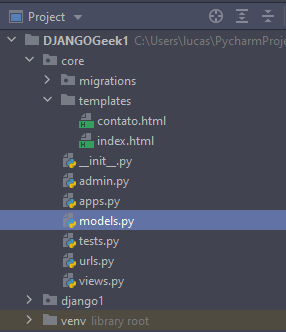 Project
DJANGOGeek1 C:\Users\lucas\PycharmProje
core
migrations
templates
contato.html
index.html
__init__.py
admin.py
apps.py
models.py
tests.py
urls.py
views.py
django1
venv library root